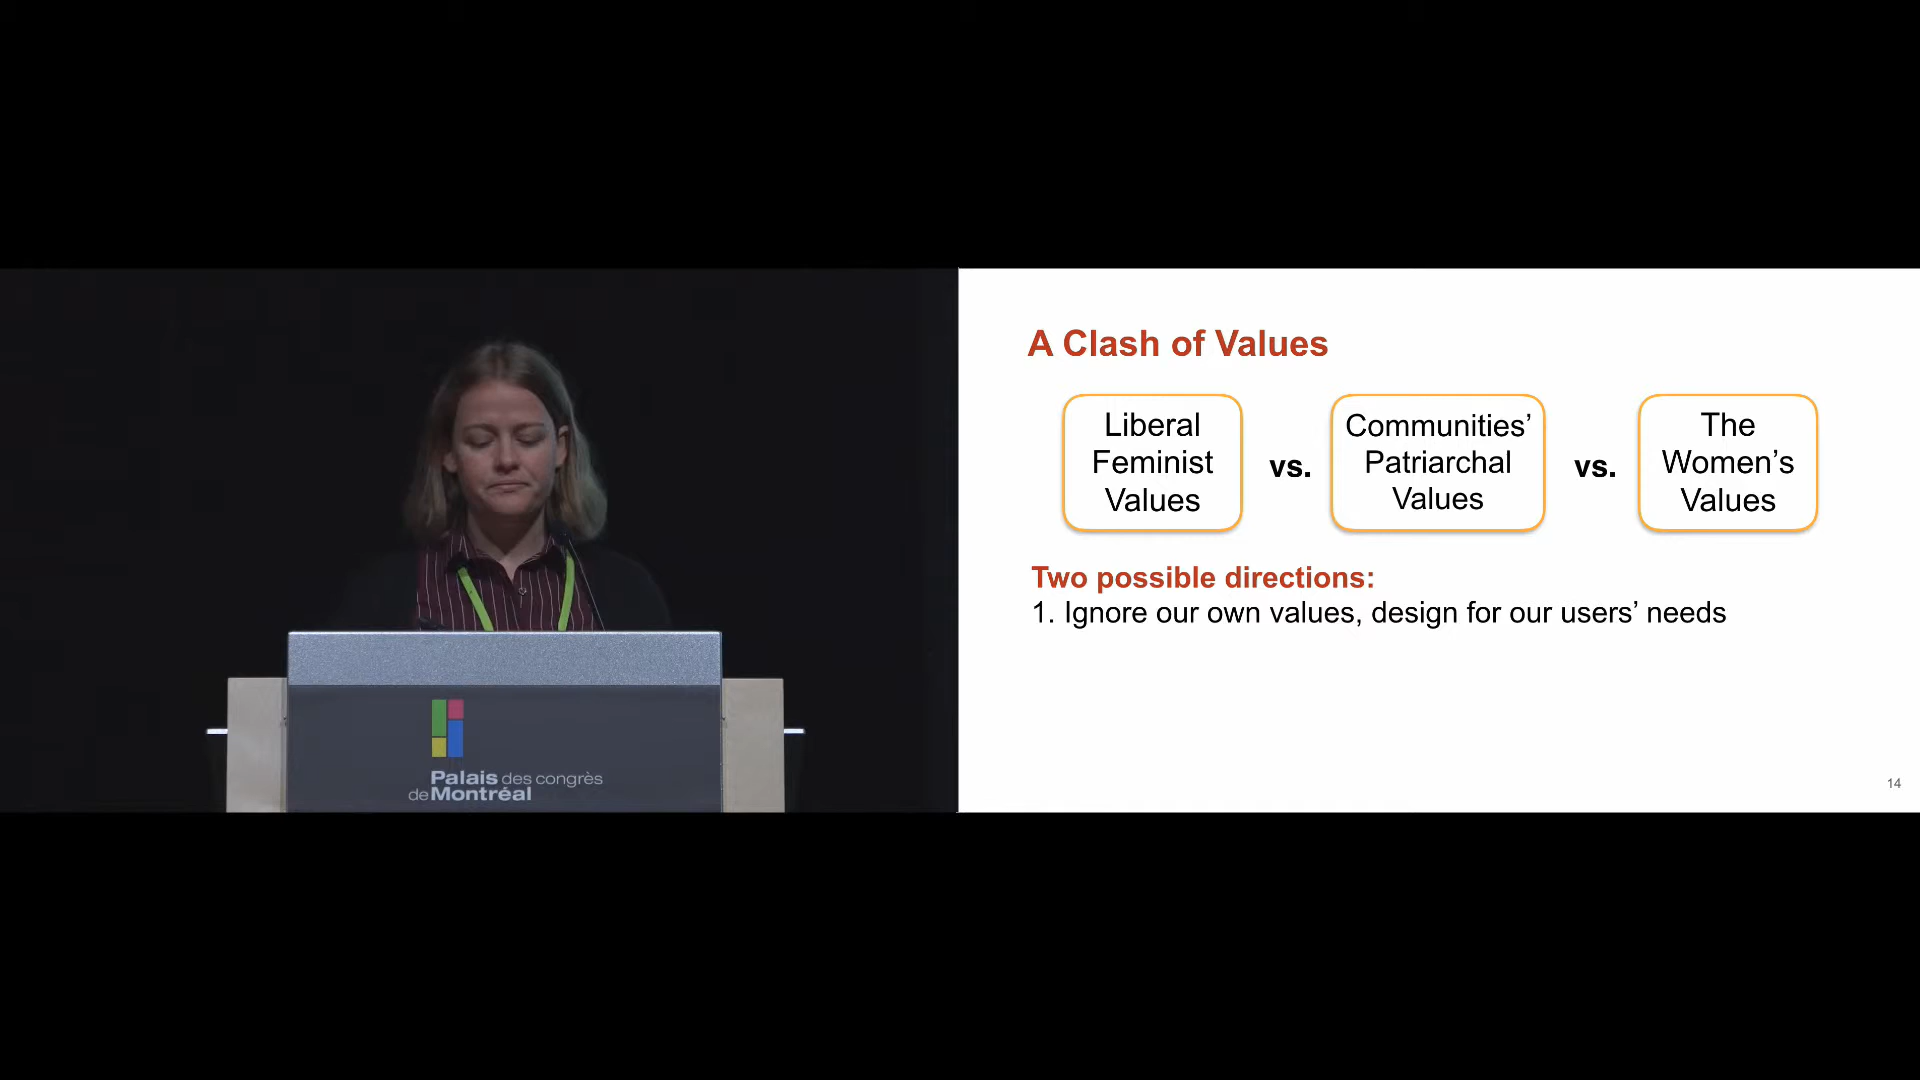 A Clash of Values
Liberal
Feminist
Values
vs.
Communities’
Patriarchal
Values
vs.
The
Women’s
Values
Two possible directions:
1. Ignore our own values, design for our users’ needs
14
Palais des congrès
de Montréal